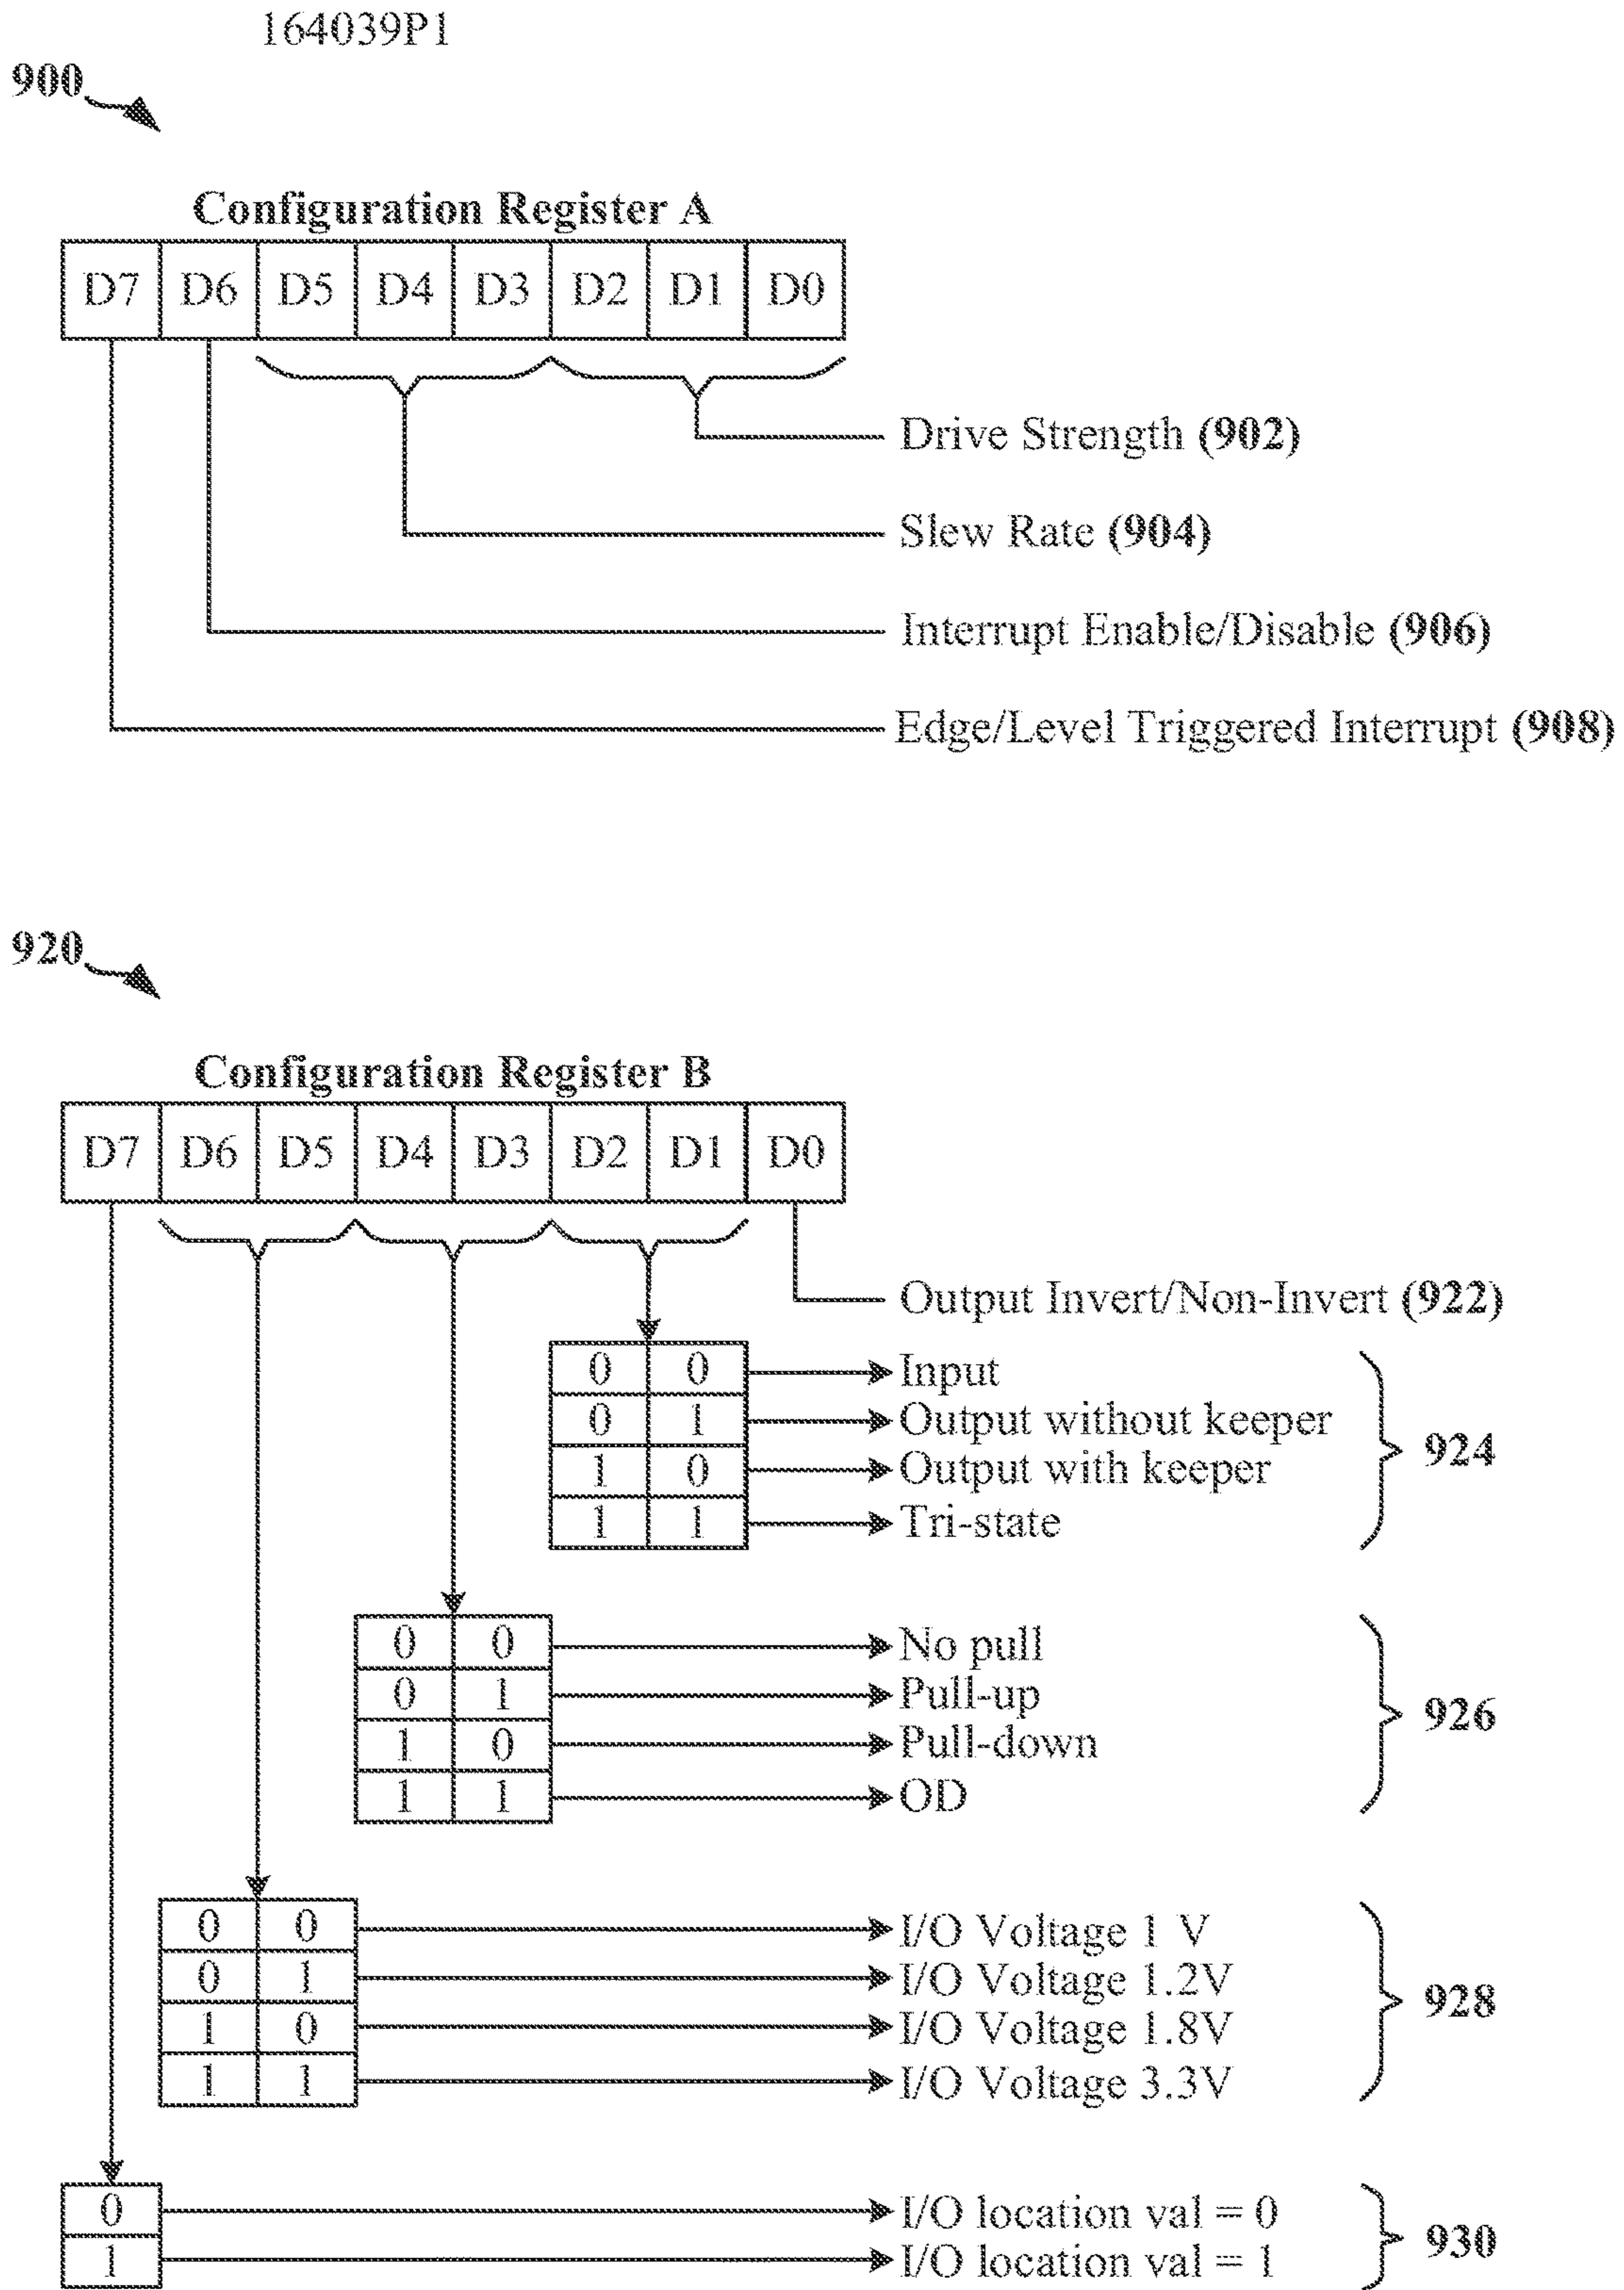 164039P1
900
Configuration Register A
D7 D6 D5 D4 D3 D2 D1 D0
Drive Strength (902)
Slew Rate (904)
Interrupt Enable/Disable (906)
Edge/Level Triggered Interrupt (908)
920
Configuration Register B
D7 D6 D5 D4 D3 D2 D1 D0
Output Invert/Non-Invert (922)
0 0 Input
0 1 Output without keeper
924
1 0 Output with keeper
1 1 Tri-state
0 0 No pull
0 1 Pull-up
926
1 0 Pull-down
1 1 OD
0 0 I/O Voltage 1 V
0 1 I/O Voltage 1.2V
928
1 0 I/O Voltage 1.8V
1 1 I/O Voltage 3.3V
0 I/O location val = 0
930
1 I/O location val = 1